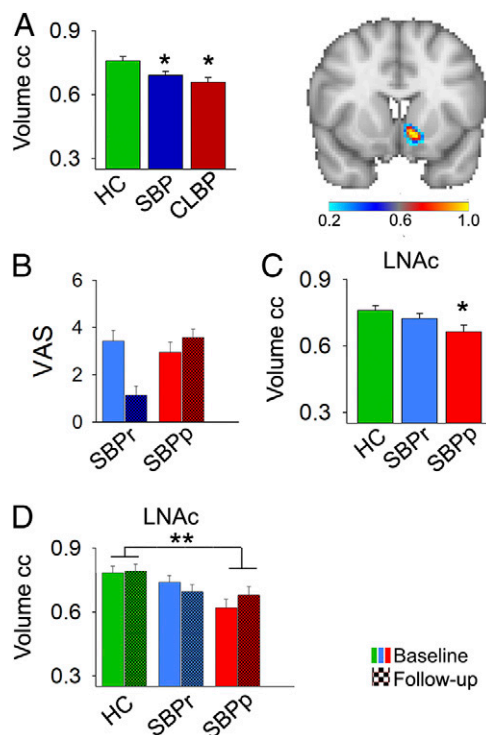 A
Volume cc
0.9
0.6
0.3
*
*
HC
SBP
CLBP
0.2
0.6
1.0
B
VAS
6
4
2
0
SBPr
SBPp
C
LNAc
Volume cc
0.9
0.6
0.3
*
HC
SBPr
SBPp
D
LNAc
Volume cc
0.9
0.6
0.3
**
HC
SBPr
SBPp
Baseline
Follow-up